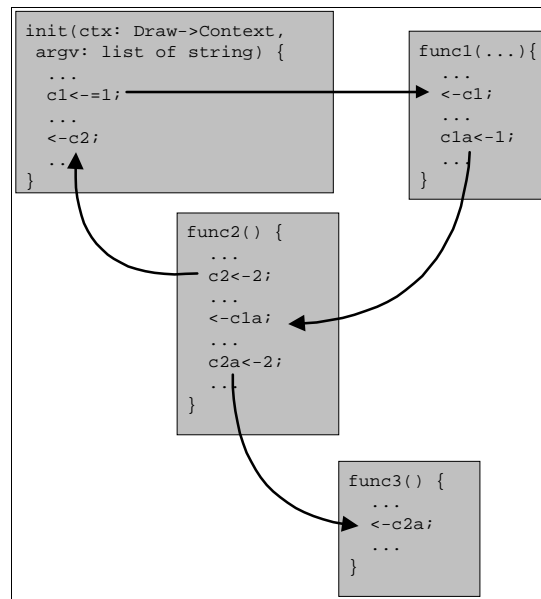 init(ctx: Draw->Context,
argv: list of string) {
...
c1<-=1;
...
<-c2;
...
}
func1(...){
...
<-c1;
...
c1a<-1;
...
}
func2() {
...
c2<-2;
...
<-c1a;
...
c2a<-2;
...
}
func3() {
...
<-c2a;
...
}